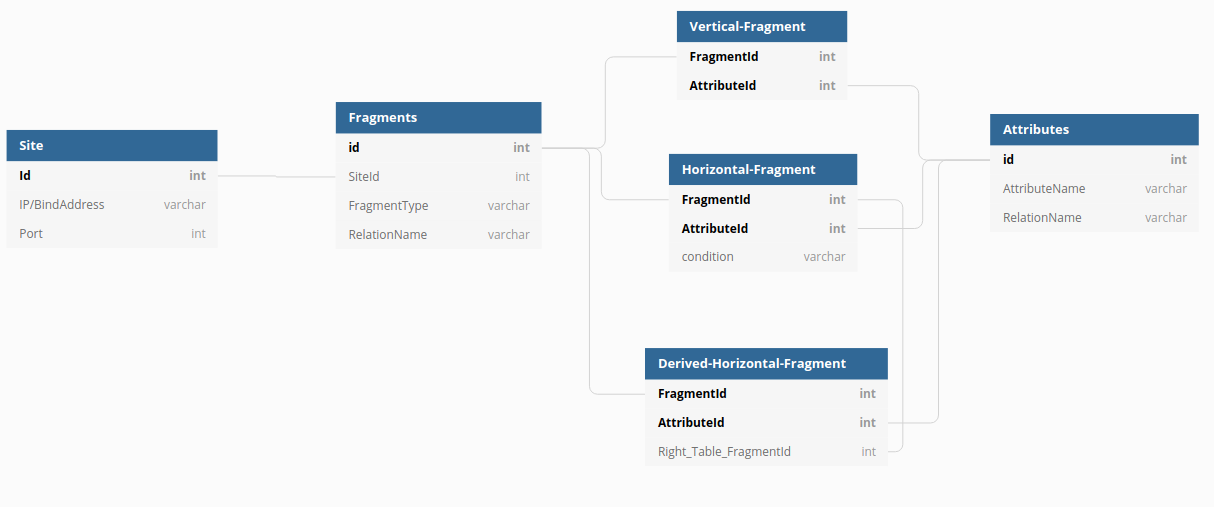 Site
Id int
IP/BindAddress varchar
Port int
Fragments
id int
SiteId int
FragmentType varchar
RelationName varchar
Vertical-Fragment
FragmentId int
AttributeId int
Horizontal-Fragment
FragmentId int
AttributeId int
condition varchar
Derived-Horizontal-Fragment
FragmentId int
AttributeId int
Right_Table_FragmentId int
Attributes
id int
AttributeName varchar
RelationName varchar